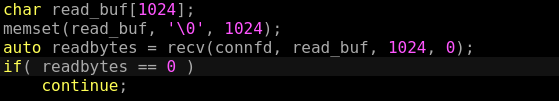 char read_buf[1024];
memset(read_buf, '\0', 1024);
auto readbytes = recv(connfd, read_buf, 1024, 0);
if( readbytes == 0 )
    continue;